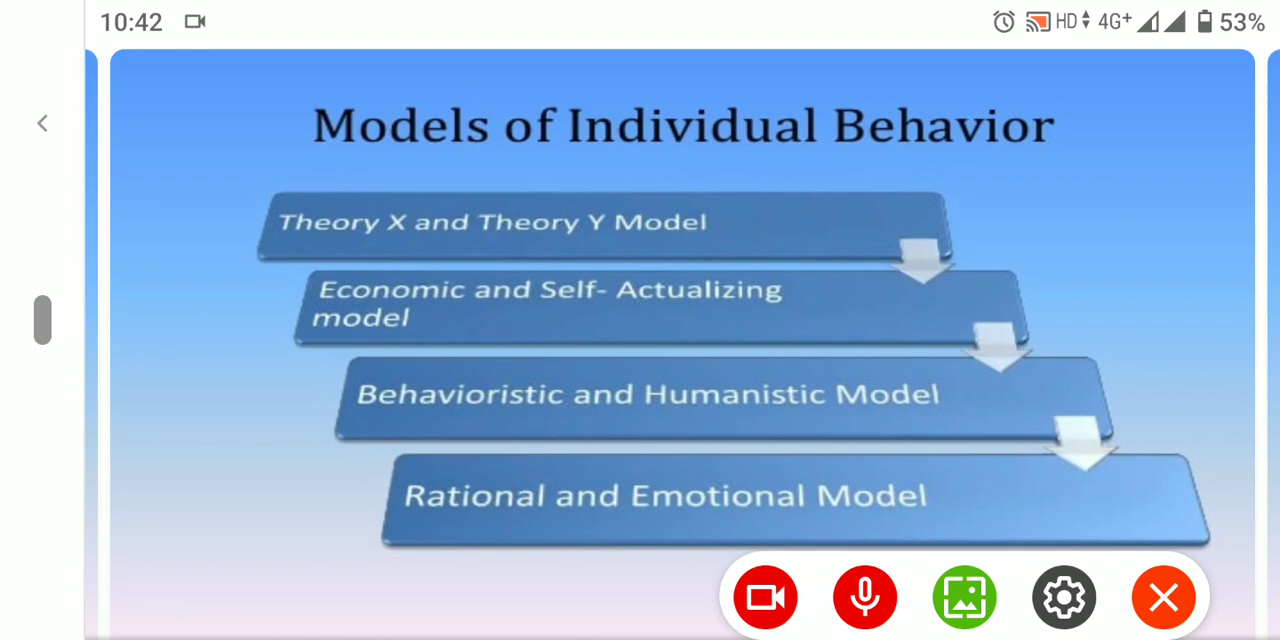 10:42 HD 4G+ 53%
Models of Individual Behavior
Theory X and Theory Y Model
Economic and Self- Actualizing
model
Behavioristic and Humanistic Model
Rational and Emotional Model